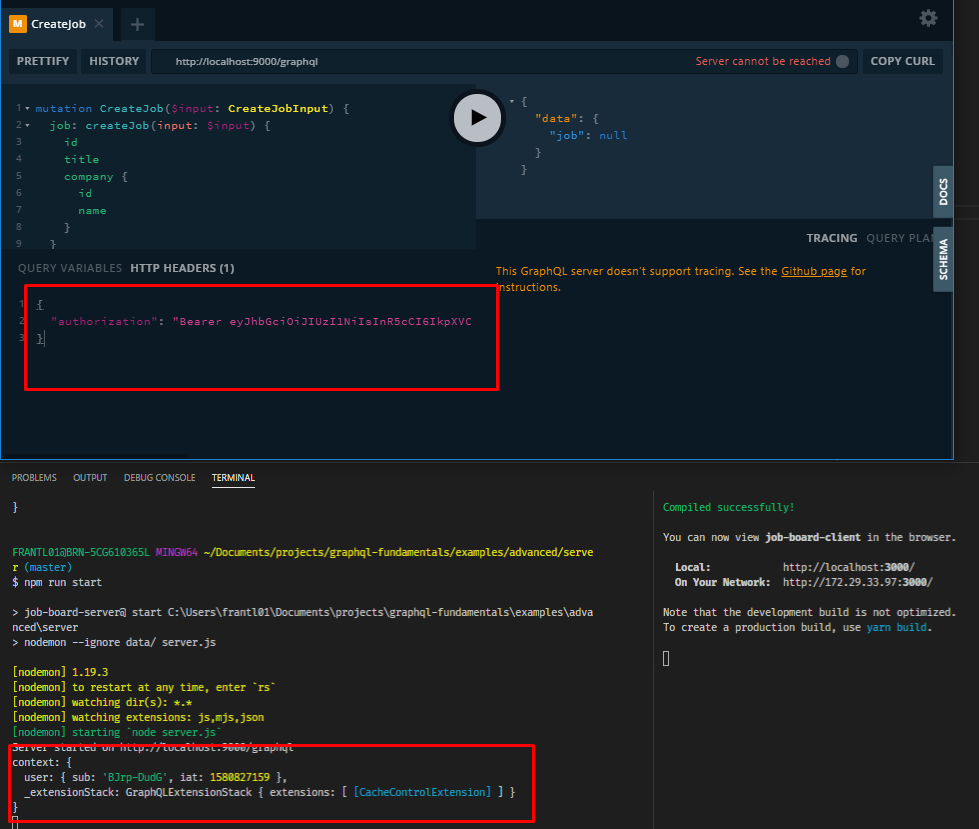 M CreateJob × +
PRETTIFY HISTORY http://localhost:9000/graphql Server cannot be reached COPY CURL
1 mutation CreateJob($input: CreateJobInput) {
2 job: createJob(input: $input) {
3 id
4 title
5 company {
6 id
7 name
8 }
9 }
{
"data": {
"job": null
}
}
DOCS
SCHEMA
TRACING QUERY PLAN
QUERY VARIABLES HTTP HEADERS (1)
This GraphQL server doesn't support tracing. See the Github page for
instructions.
1 {
2 "authorization": "Bearer eyJhbGciOiJIUzI1NiIsInR5cCI6IkpXVC
3 }
PROBLEMS OUTPUT DEBUG CONSOLE TERMINAL
}
FRANTL01@BRN-5CG610365L MINGW64 ~/Documents/projects/graphql-fundamentals/examples/advanced/serve
r (master)
$ npm run start
> job-board-server@ start C:\Users\frantl01\Documents\projects\graphql-fundamentals\examples\adva
nced\server
> nodemon --ignore data/ server.js
[nodemon] 1.19.3
[nodemon] to restart at any time, enter `rs`
[nodemon] watching dir(s): *.*
[nodemon] watching extensions: js,mjs,json
[nodemon] starting `node server.js`
Server started on http://localhost:9000/graphql
context: {
user: { sub: 'BJrp-DudG', iat: 1580827159 },
_extensionStack: GraphQLExtensionStack { extensions: [ [CacheControlExtension] ] }
}
Compiled successfully!
You can now view job-board-client in the browser.
Local: http://localhost:3000/
On Your Network: http://172.29.33.97:3000/
Note that the development build is not optimized.
To create a production build, use yarn build.